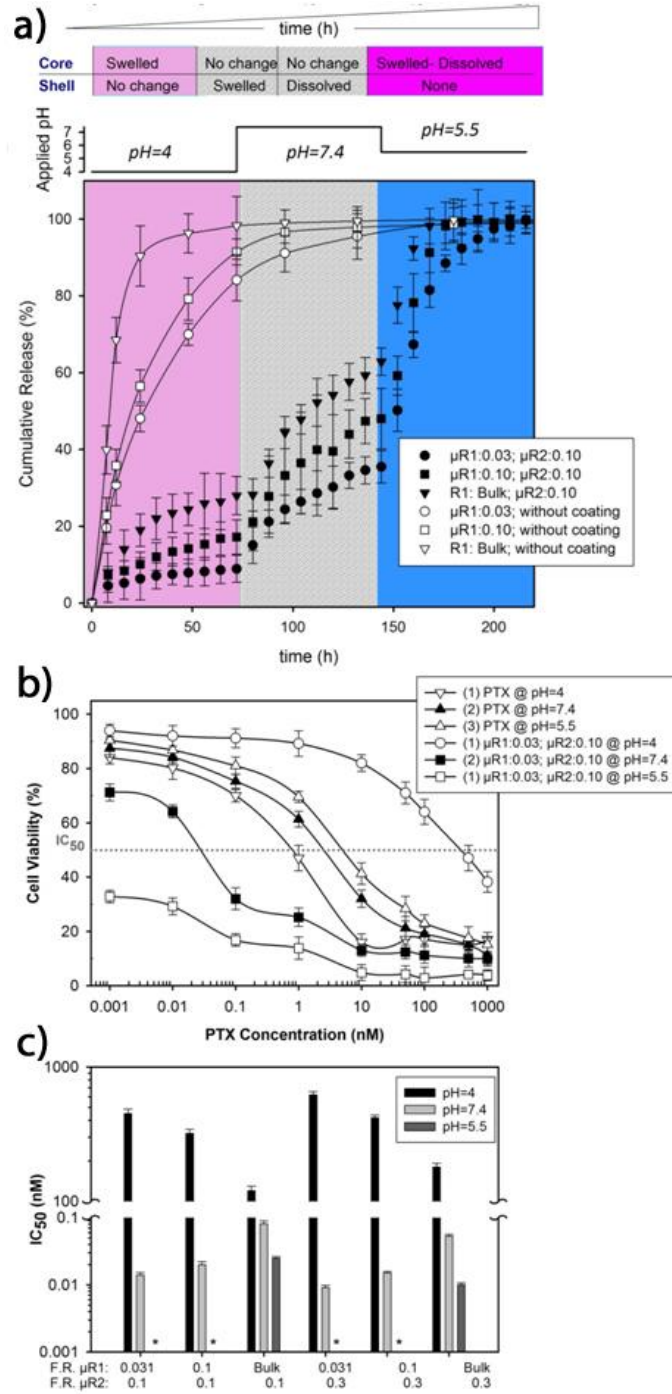 a)
time (h)
Core Swelled No change No change Swelled- Dissolved
Shell No change Swelled Dissolved None
Applied pH
7
6
5
4
pH=4
pH=7.4
pH=5.5
Cumulative Release (%)
100
80
60
40
20
0
μR1:0.03; μR2:0.10
μR1:0.10; μR2:0.10
R1: Bulk; μR2:0.10
μR1:0.03; without coating
μR1:0.10; without coating
R1: Bulk; without coating
0 50 100 150 200
time (h)
b)
(1) PTX @ pH=4
(2) PTX @ pH=7.4
(3) PTX @ pH=5.5
(1) μR1:0.03; μR2:0.10 @ pH=4
(2) μR1:0.03; μR2:0.10 @ pH=7.4
(1) μR1:0.03; μR2:0.10 @ pH=5.5
Cell Viability (%)
100
80
60
IC50
40
20
0
0.001 0.01 0.1 1 10 100 1000
PTX Concentration (nM)
c)
pH=4
pH=7.4
pH=5.5
IC50 (nM)
1000
100
0.1
0.01
0.001
* * * *
F.R. μR1: 0.031 0.1 Bulk 0.031 0.1 Bulk
F.R. μR2: 0.1 0.1 0.1 0.3 0.3 0.3